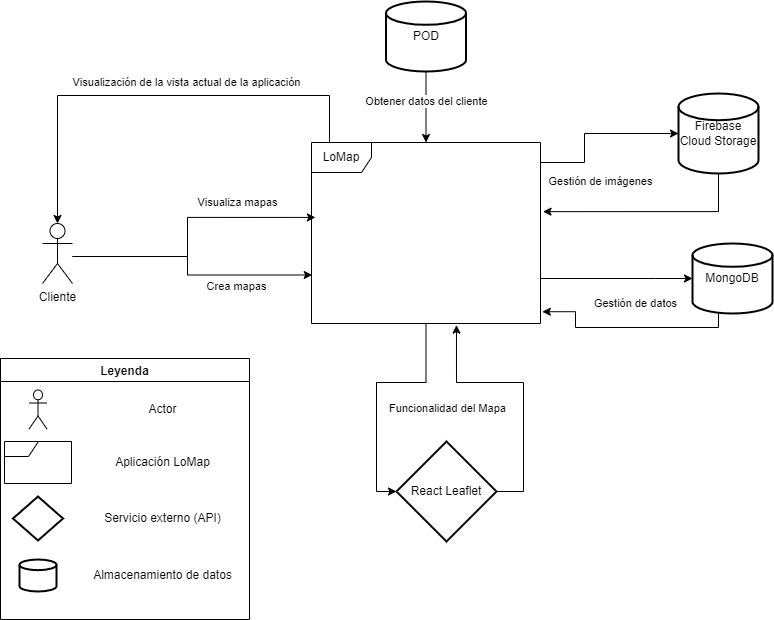 POD
Visualización de la vista actual de la aplicación
Obtener datos del cliente
Firebase
Cloud Storage
LoMap
Gestión de imágenes
Visualiza mapas
Crea mapas
Cliente
MongoDB
Gestión de datos
Leyenda
Actor
Aplicación LoMap
Servicio externo (API)
Almacenamiento de datos
Funcionalidad del Mapa
React Leaflet